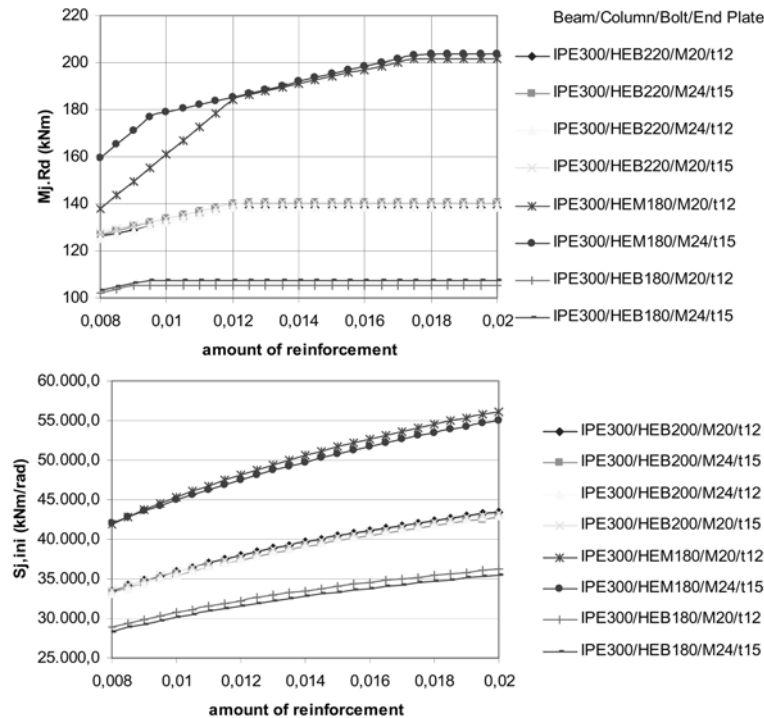 Beam/Column/Bolt/End Plate
Mj.Rd (kNm)
200
180
160
140
120
100
0,008
0,01
0,012
0,014
0,016
0,018
0,02
amount of reinforcement
IPE300/HEB220/M20/t12
IPE300/HEB220/M24/t15
IPE300/HEB220/M24/t12
IPE300/HEB220/M20/t15
IPE300/HEM180/M20/t12
IPE300/HEM180/M24/t15
IPE300/HEB180/M20/t12
IPE300/HEB180/M24/t15
Sj,ini (kNm/rad)
60.000,0
55.000,0
50.000,0
45.000,0
40.000,0
35.000,0
30.000,0
25.000,0
0,008
0,01
0,012
0,014
0,016
0,018
0,02
amount of reinforcement
IPE300/HEB200/M20/t12
IPE300/HEB200/M24/t15
IPE300/HEB200/M24/t12
IPE300/HEB200/M20/t15
IPE300/HEM180/M20/t12
IPE300/HEM180/M24/t15
IPE300/HEB180/M20/t12
IPE300/HEB180/M24/t15